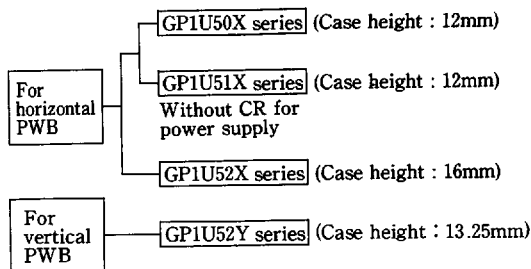 GP1U50X series (Case height : 12mm)
GP1U51X series (Case height : 12mm)
Without CR for
power supply
For
horizontal
PWB
GP1U52X series (Case height : 16mm)
For
vertical
PWB
GP1U52Y series (Case height : 13.25mm)